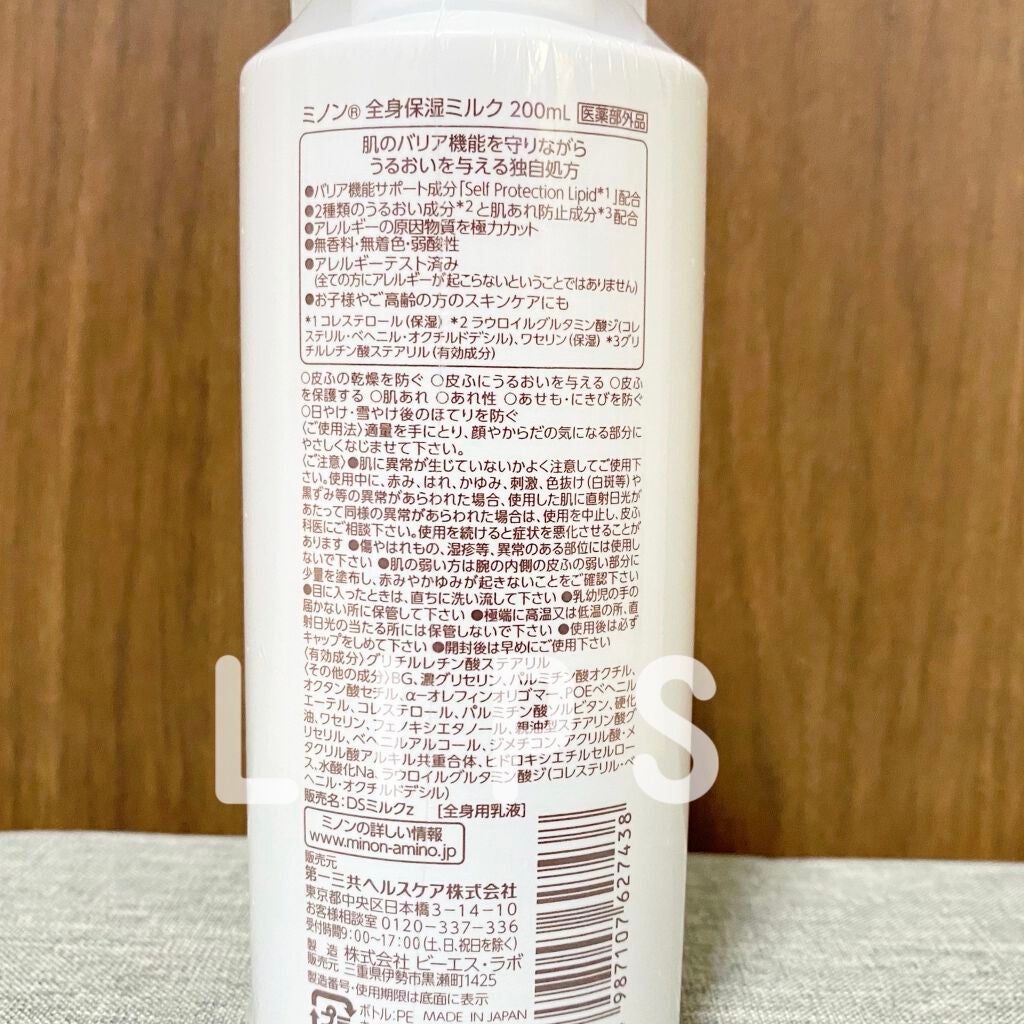 ミノン® 全身保湿ミルク 200mL 医薬部外品
肌のバリア機能を守りながら
うるおいを与える独自処方
●バリア機能サポート成分「Self Protection Lipid*1」配合
●2種類のうるおい成分*2と肌あれ防止成分*3配合
●アレルギーの原因物質を極力カット
●無香料・無着色・弱酸性
●アレルギーテスト済み
(全ての方にアレルギーが起こらないということではありません)
●お子様やご高齢の方のスキンケアにも
*1コレステロール(保湿) *2ラウロイルグルタミン酸ジ(コレ
ステリル・ベヘニル・オクチルドデシル)、ワセリン(保湿) *3グリ
チルレチン酸ステアリル(有効成分)
○皮ふの乾燥を防ぐ ○皮ふにうるおいを与える ○皮ふ
を保護する ○肌あれ ○あれ性 ○あせも・にきびを防ぐ
○日やけ・雪やけ後のほてりを防ぐ
〈ご使用法〉適量を手にとり、顔やからだの気になる部分に
やさしくなじませて下さい。
〈ご注意〉●肌に異常が生じていないかよく注意してご使用下
さい。使用中に、赤み、はれ、かゆみ、刺激、色抜け(白斑等)や
黒ずみ等の異常があらわれた場合、使用した肌に直射日光が
あたって同様の異常があらわれた場合は、使用を中止し、皮ふ
科医にご相談下さい。使用を続けると症状を悪化させることが
あります ●傷やはれもの、湿疹等、異常のある部位には使用し
ないで下さい ●肌の弱い方は腕の内側の皮ふの弱い部分に
少量を塗布し、赤みやかゆみが起きないことをご確認下さい
●目に入ったときは、直ちに洗い流して下さい ●乳幼児の手の
届かない所に保管して下さい ●極端に高温又は低温の所、直
射日光の当たる所には保管しないで下さい ●使用後は必ず
キャップをしめて下さい ●開封後は早めにご使用下さい
〈有効成分〉グリチルレチン酸ステアリル
〈その他の成分〉BG、濃グリセリン、パルミチン酸オクチル、
オクタン酸セチル、α-オレフィンオリゴマー、POEベヘニル
エーテル、コレステロール、パルミチン酸ソルビタン、硬化
油、ワセリン、フェノキシエタノール、親油型ステアリン酸グ
リセリル、ベヘニルアルコール、ジメチコン、アクリル酸・メ
タクリル酸アルキル共重合体、ヒドロキシエチルセルロー
ス、水酸化Na、ラウロイルグルタミン酸ジ(コレステリル・ベ
ヘニル・オクチルドデシル)
販売名:DSミルクz [全身用乳液]
ミノンの詳しい情報
www.minon-amino.jp
販売元
第一三共ヘルスケア株式会社
東京都中央区日本橋3-14-10
お客様相談室 0120-337-336
受付時間9:00〜17:00(土、日、祝日を除く)
製造販売元 株式会社 ビーエス・ラボ
三重県伊勢市黒瀬町1425
製造番号・使用期限は底面に表示
ボトル:PE MADE IN JAPAN
987107 627438
LIPS